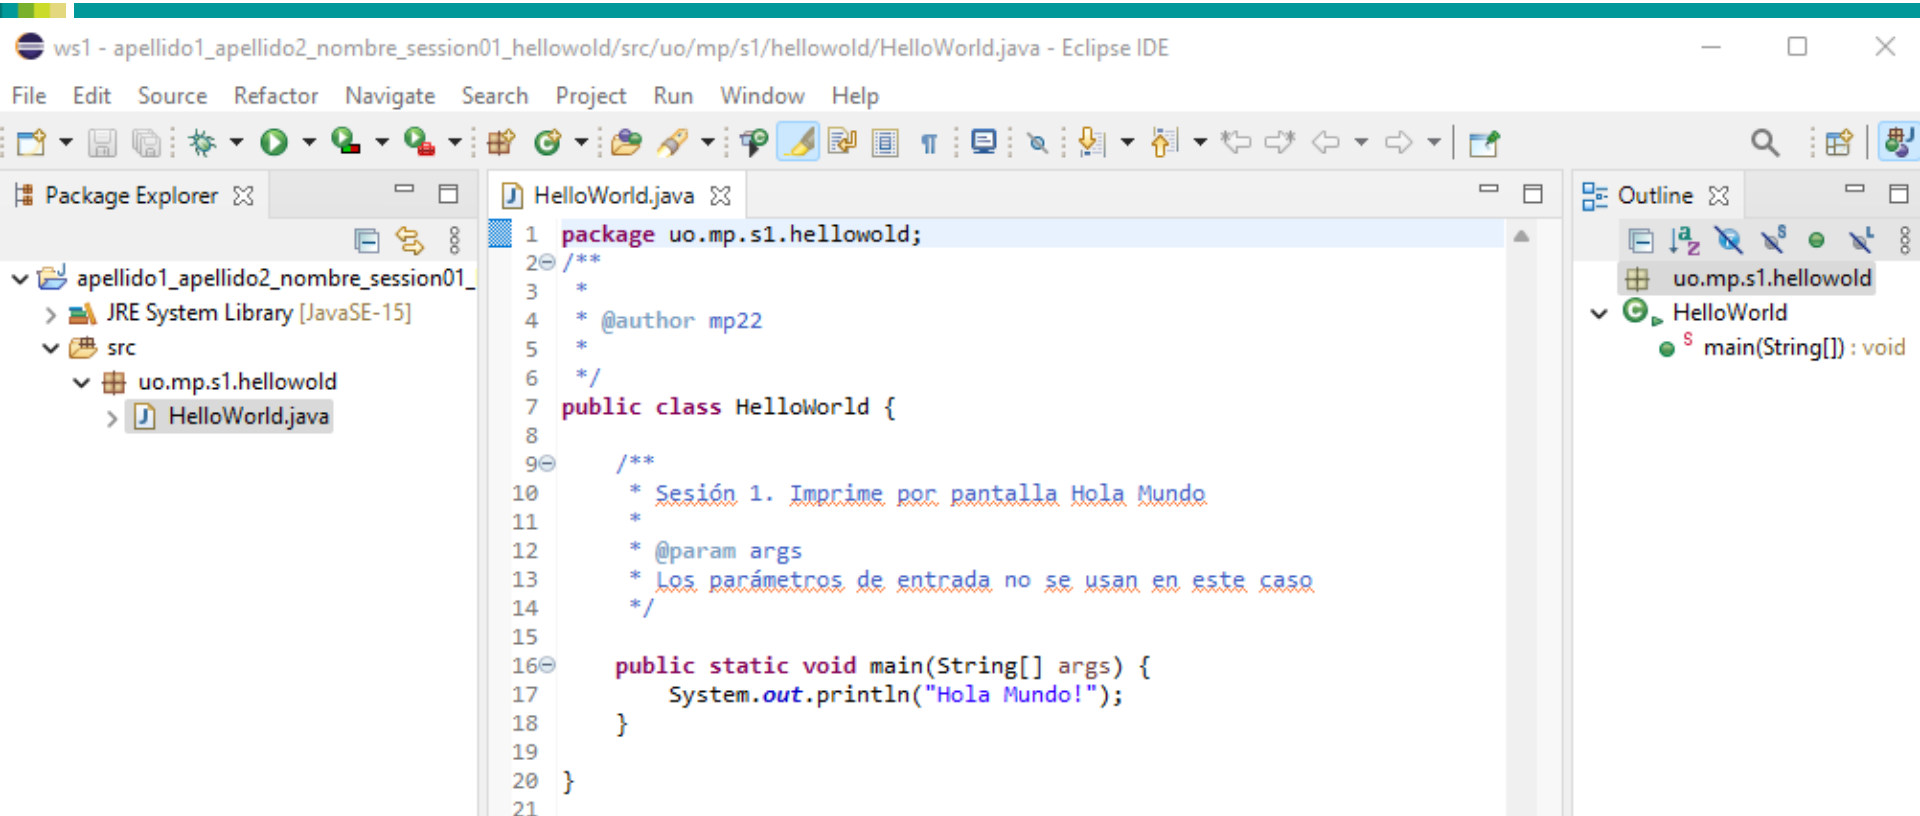 ws1 - apellido1_apellido2_nombre_session01_hellowold/src/uo/mp/s1/hellowold/HelloWorld.java - Eclipse IDE
File Edit Source Refactor Navigate Search Project Run Window Help
Package Explorer
apellido1_apellido2_nombre_session01_
JRE System Library [JavaSE-15]
src
uo.mp.s1.hellowold
HelloWorld.java
HelloWorld.java
1 package uo.mp.s1.hellowold;
2 /**
3 *
4 * @author mp22
5 *
6 */
7 public class HelloWorld {
8
9 /**
10 * Sesión 1. Imprime por pantalla Hola Mundo
11 *
12 * @param args
13 * Los parámetros de entrada no se usan en este caso
14 */
15
16 public static void main(String[] args) {
17 System.out.println("Hola Mundo!");
18 }
19
20 }
21
Outline
uo.mp.s1.hellowold
HelloWorld
main(String[]) : void